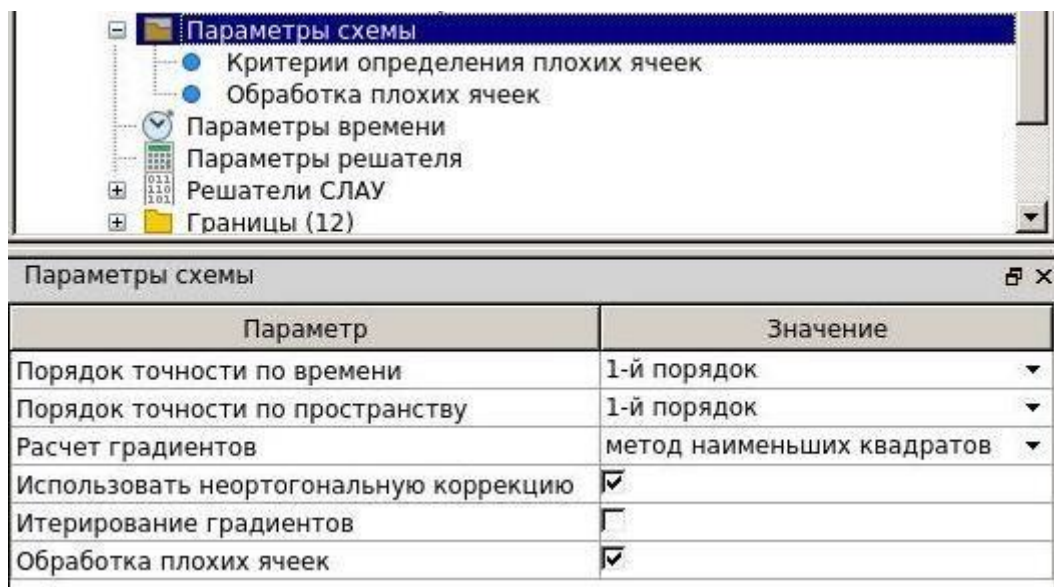 Параметры схемы
Критерии определения плохих ячеек
Обработка плохих ячеек
Параметры времени
Параметры решателя
Решатели СЛАУ
Границы (12)
Параметры схемы
Параметр Значение
Порядок точности по времени 1-й порядок
Порядок точности по пространству 1-й порядок
Расчет градиентов метод наименьших квадратов
Использовать неортогональную коррекцию
Итерирование градиентов
Обработка плохих ячеек